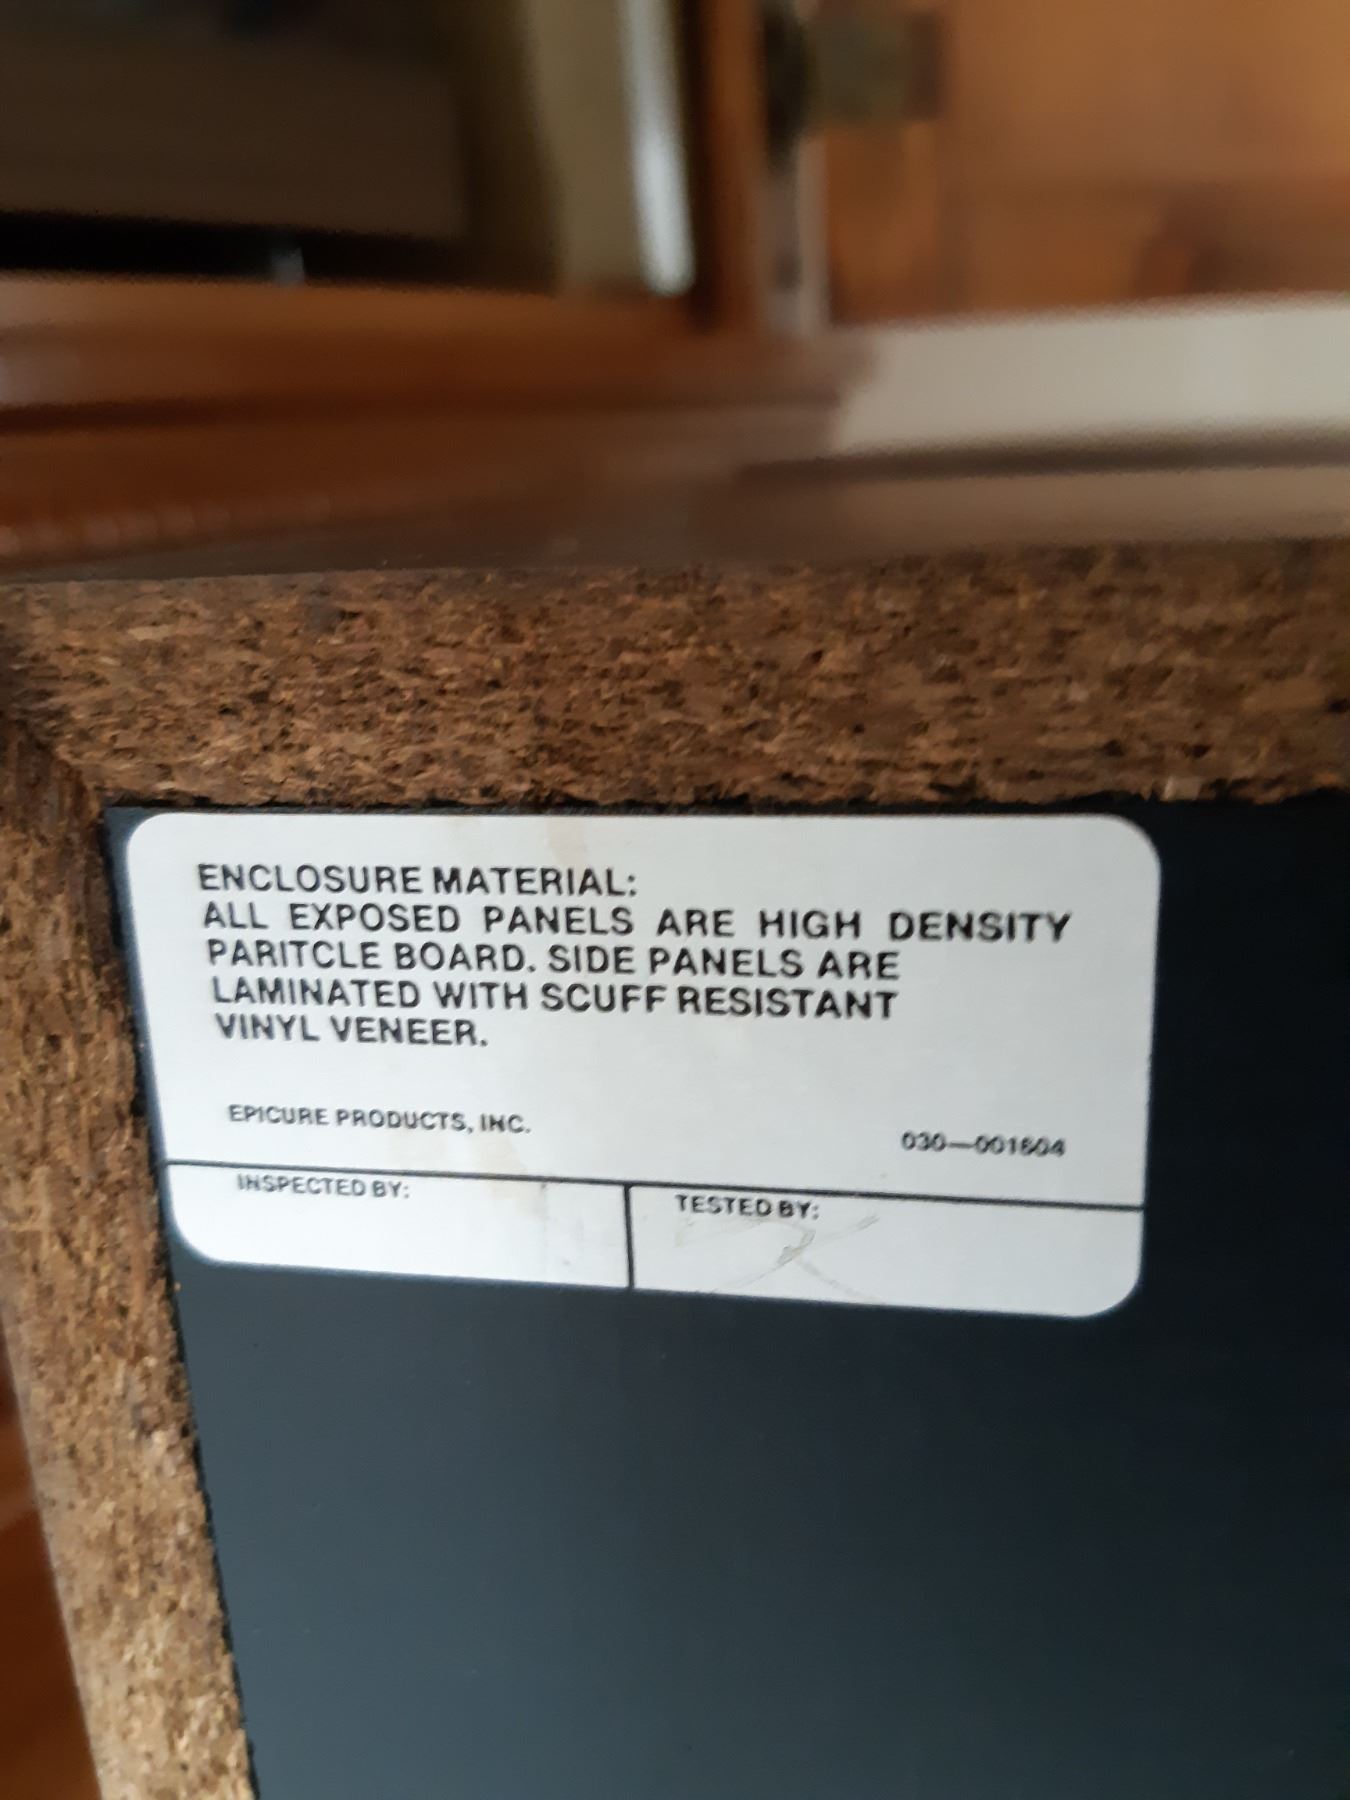 ENCLOSURE MATERIAL:
ALL EXPOSED PANELS ARE HIGH DENSITY
PARITCLE BOARD. SIDE PANELS ARE
LAMINATED WITH SCUFF RESISTANT
VINYL VENEER.
EPICURE PRODUCTS, INC.
030—001604
INSPECTED BY:
TESTED BY: